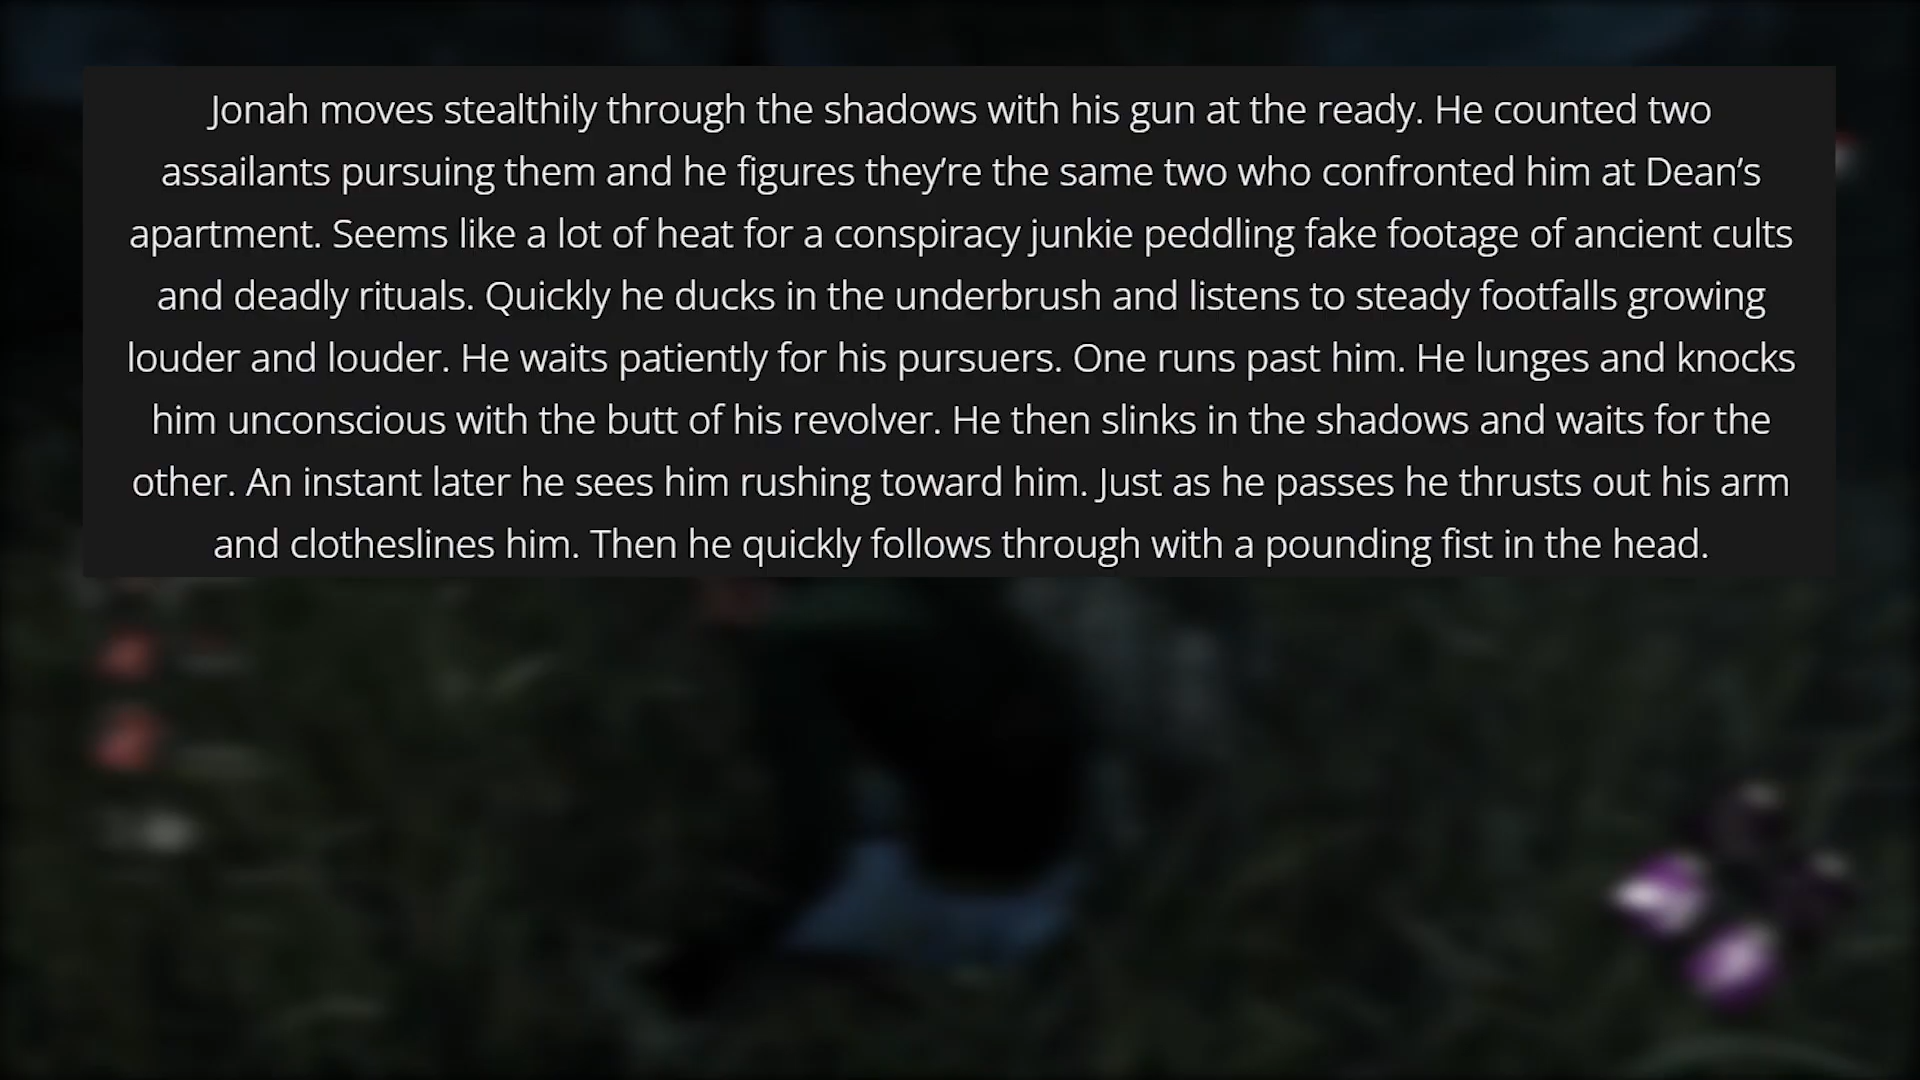 Jonah moves stealthily through the shadows with his gun at the ready. He counted two
assailants pursuing them and he figures they’re the same two who confronted him at Dean’s
apartment. Seems like a lot of heat for a conspiracy junkie peddling fake footage of ancient cults
and deadly rituals. Quickly he ducks in the underbrush and listens to steady footfalls growing
louder and louder. He waits patiently for his pursuers. One runs past him. He lunges and knocks
him unconscious with the butt of his revolver. He then slinks in the shadows and waits for the
other. An instant later he sees him rushing toward him. Just as he passes he thrusts out his arm
and clotheslines him. Then he quickly follows through with a pounding fist in the head.